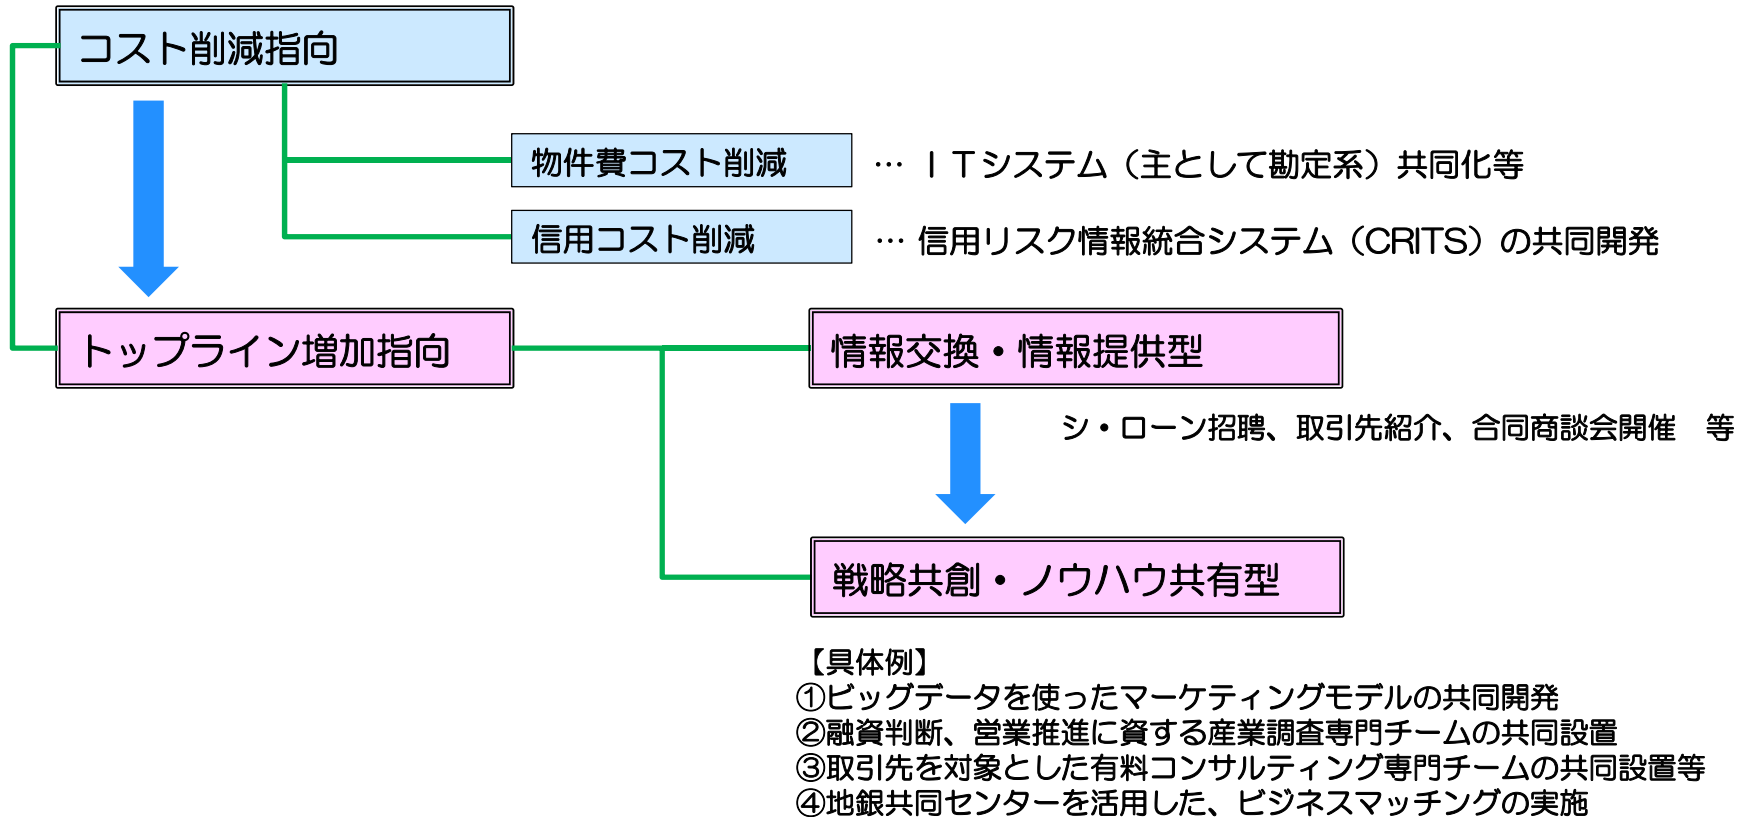 コスト削減指向
物件費コスト削減
… ＩＴシステム（主として勘定系）共同化等
信用コスト削減
… 信用リスク情報統合システム（CRITS）の共同開発
トップライン増加指向
情報交換・情報提供型
シ・ローン招聘、取引先紹介、合同商談会開催　等
戦略共創・ノウハウ共有型
【具体例】
①ビッグデータを使ったマーケティングモデルの共同開発
②融資判断、営業推進に資する産業調査専門チームの共同設置
③取引先を対象とした有料コンサルティング専門チームの共同設置等
④地銀共同センターを活用した、ビジネスマッチングの実施